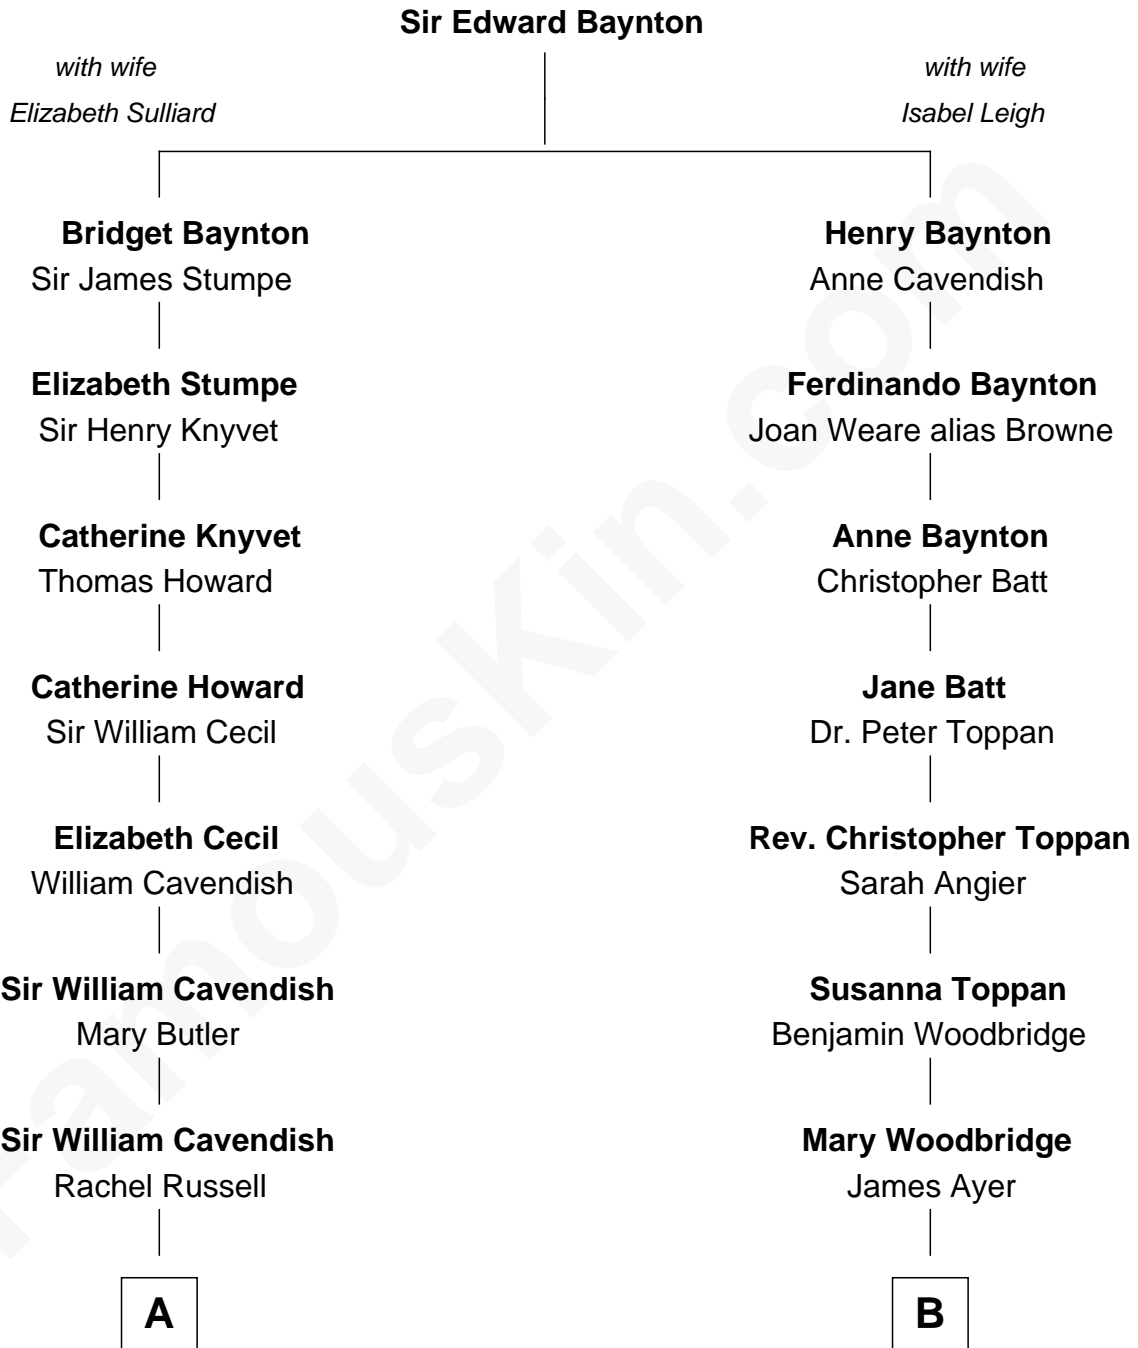 Sir Edward Baynton
with wife
Elizabeth Sulliard
with wife
Isabel Leigh
Bridget Baynton
Sir James Stumpe
Henry Baynton
Anne Cavendish
Elizabeth Stumpe
Sir Henry Knyvet
Ferdinando Baynton
Joan Weare alias Browne
Catherine Knyvet
Thomas Howard
Anne Baynton
Christopher Batt
Catherine Howard
Sir William Cecil
Jane Batt
Dr. Peter Toppan
Elizabeth Cecil
William Cavendish
Rev. Christopher Toppan
Sarah Angier
Sir William Cavendish
Mary Butler
Susanna Toppan
Benjamin Woodbridge
Sir William Cavendish
Rachel Russell
Mary Woodbridge
James Ayer
A
B
FamousKin.com